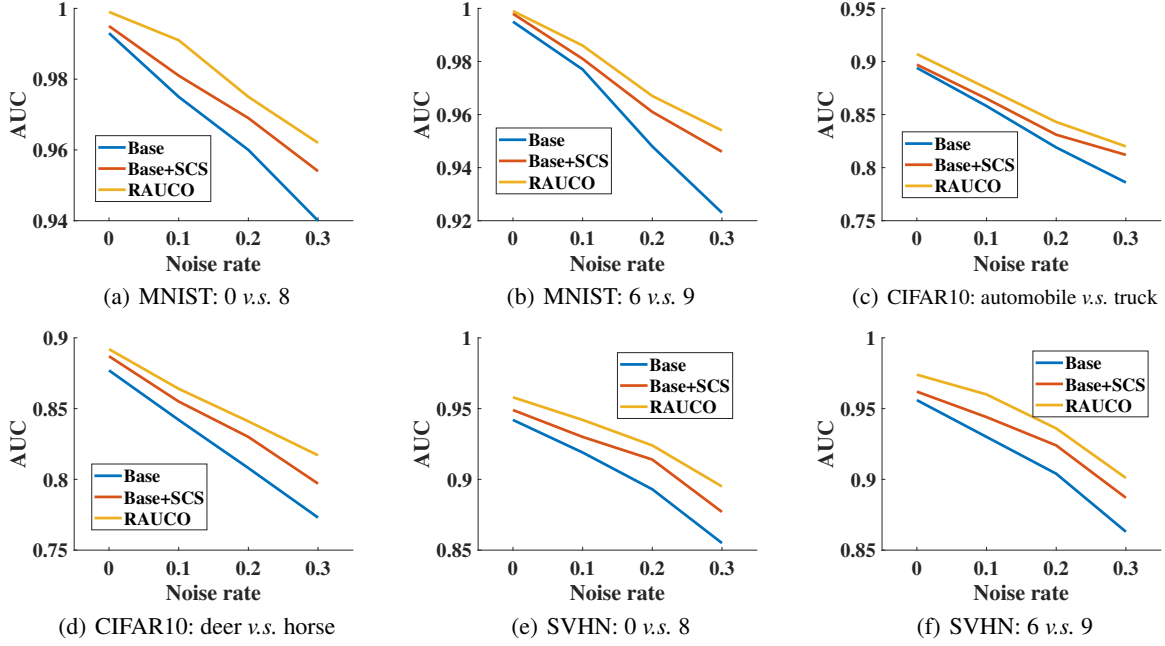 1
0.98
0.96
0.94
AUC
Base
Base+SCS
RAUCO
0 0.1 0.2 0.3
Noise rate
(a) MNIST: 0 v.s. 8
1
0.98
0.96
0.94
0.92
AUC
Base
Base+SCS
RAUCO
0 0.1 0.2 0.3
Noise rate
(b) MNIST: 6 v.s. 9
0.95
0.9
0.85
0.8
0.75
AUC
Base
Base+SCS
RAUCO
0 0.1 0.2 0.3
Noise rate
(c) CIFAR10: automobile v.s. truck
0.9
0.85
0.8
0.75
AUC
Base
Base+SCS
RAUCO
0 0.1 0.2 0.3
Noise rate
(d) CIFAR10: deer v.s. horse
1
0.95
0.9
0.85
AUC
Base
Base+SCS
RAUCO
0 0.1 0.2 0.3
Noise rate
(e) SVHN: 0 v.s. 8
1
0.95
0.9
0.85
AUC
Base
Base+SCS
RAUCO
0 0.1 0.2 0.3
Noise rate
(f) SVHN: 6 v.s. 9